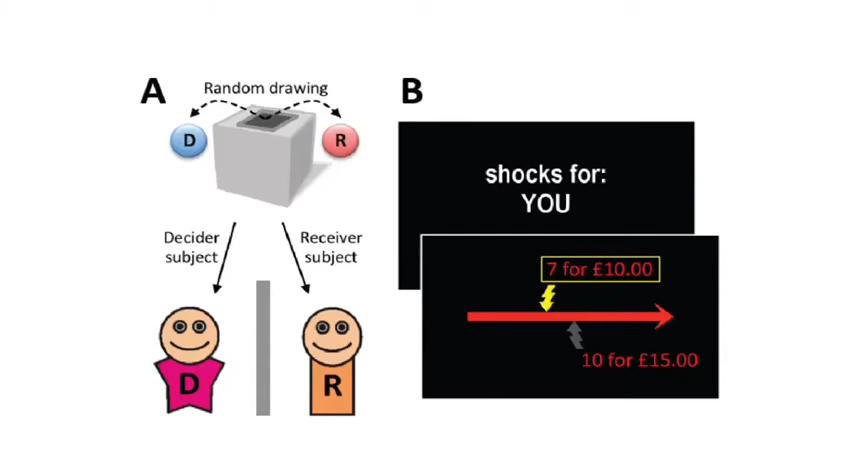 A
Random drawing
D
R
Decider
subject
Receiver
subject
D
R
B
shocks for:
YOU
7 for £10.00
10 for £15.00